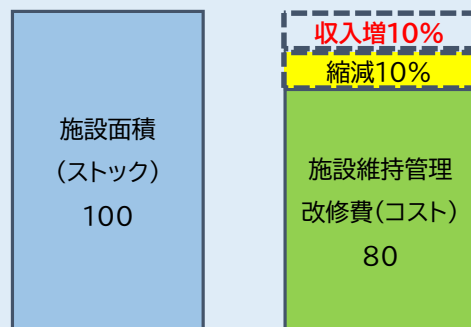 施設面積
（ストック）
100
収入増10%
縮減10%
施設維持管理
改修費（コスト）
80